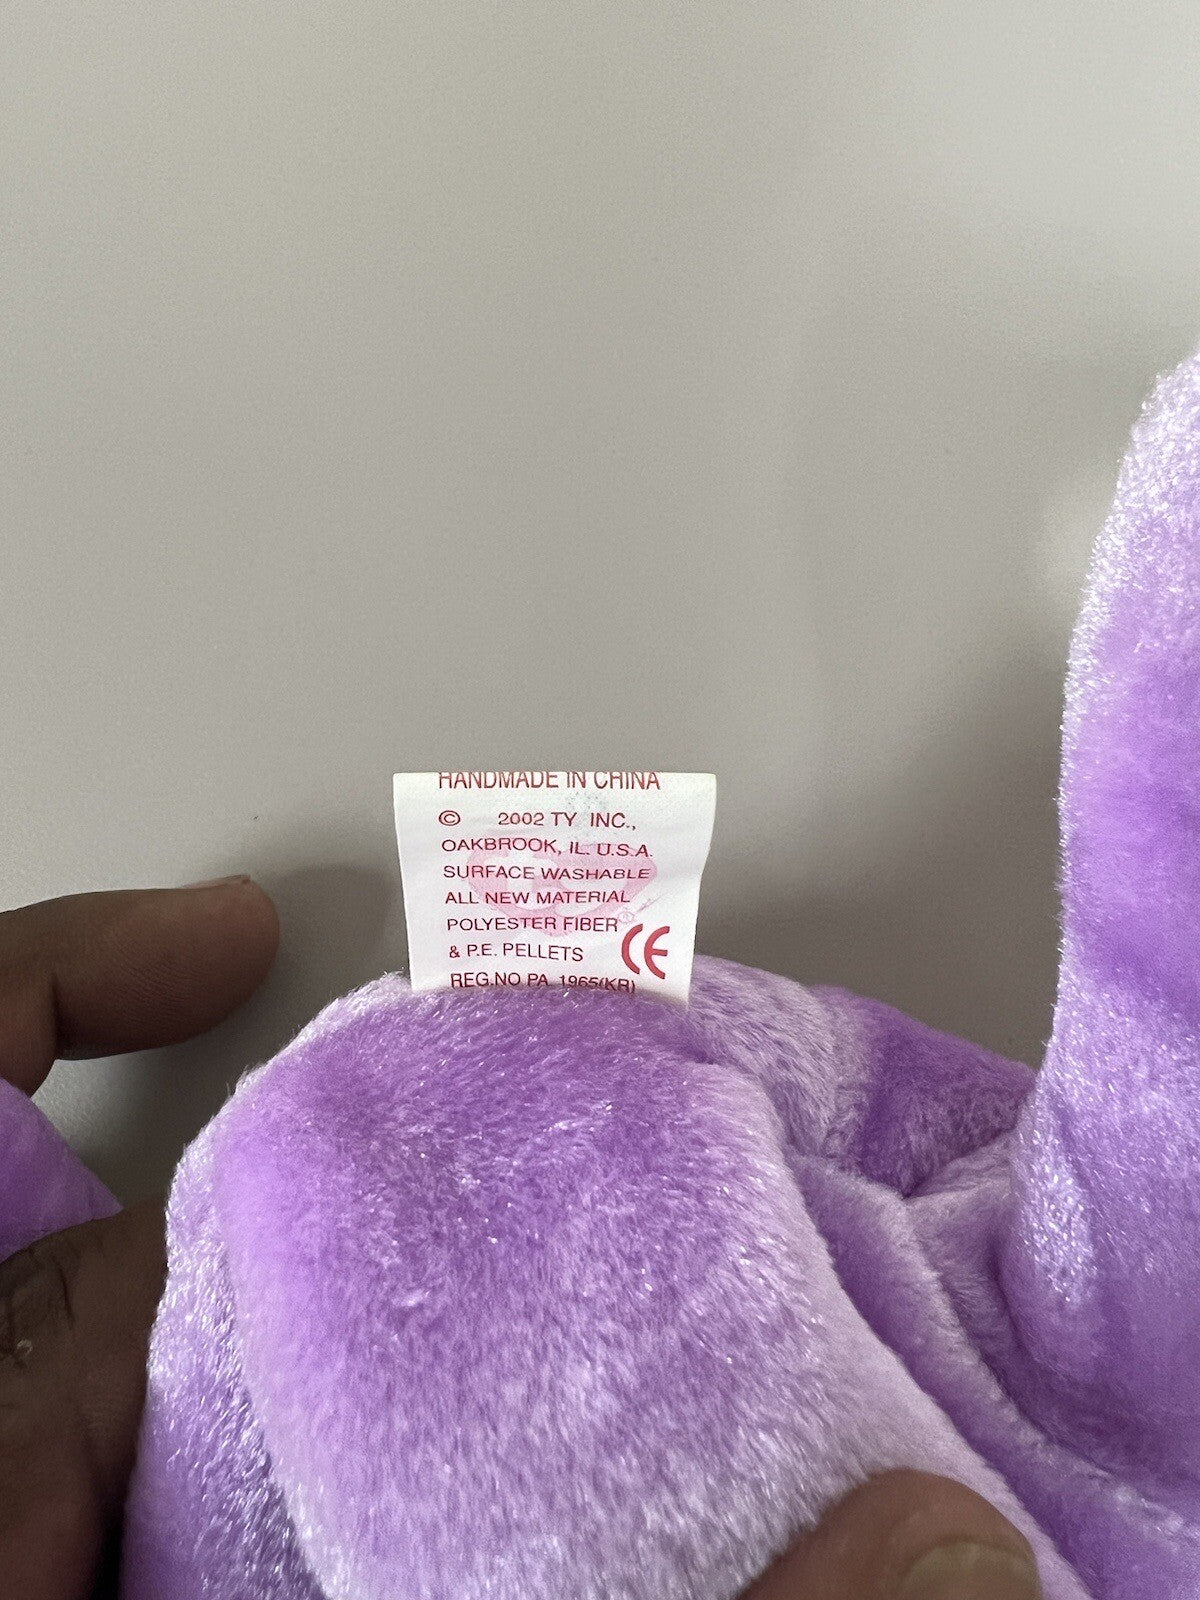 HANDMADE IN CHINA
© 2002 TY INC.,
OAKBROOK, IL. U.S.A.
SURFACE WASHABLE
ALL NEW MATERIAL
POLYESTER FIBER
& P.E. PELLETS CE
REG.NO PA 1965(KR)